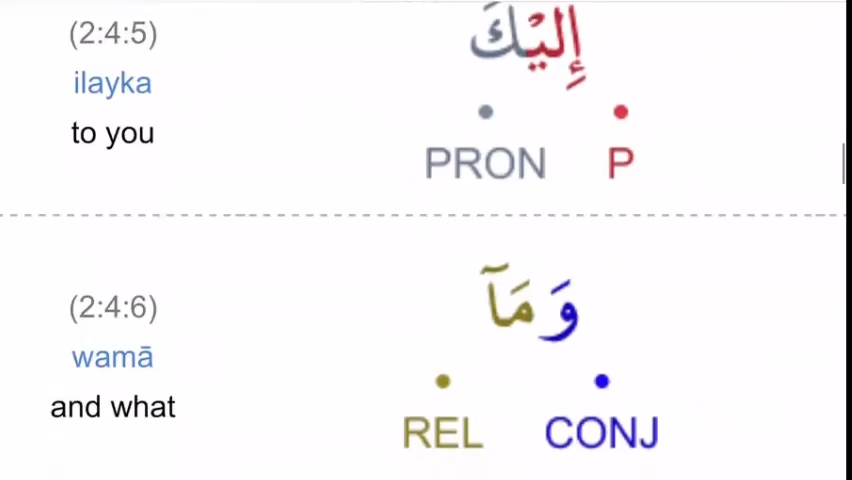 (2:4:5)
إِلَيْكَ
ilayka
to you
PRON P
(2:4:6)
وَمَآ
wamā
and what
REL CONJ